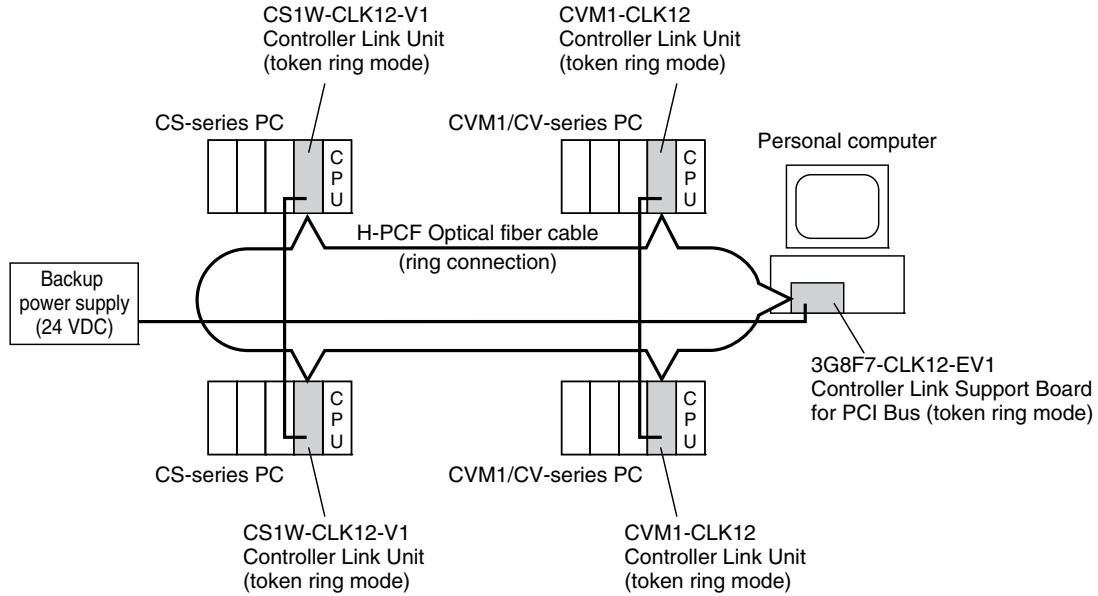 CS1W-CLK12-V1
Controller Link Unit
(token ring mode)
CVM1-CLK12
Controller Link Unit
(token ring mode)
CS-series PC
CVM1/CV-series PC
Personal computer
C
P
U
C
P
U
H-PCF Optical fiber cable
(ring connection)
Backup
power supply
(24 VDC)
3G8F7-CLK12-EV1
Controller Link Support Board
for PCI Bus (token ring mode)
C
P
U
C
P
U
CS-series PC
CVM1/CV-series PC
CS1W-CLK12-V1
Controller Link Unit
(token ring mode)
CVM1-CLK12
Controller Link Unit
(token ring mode)